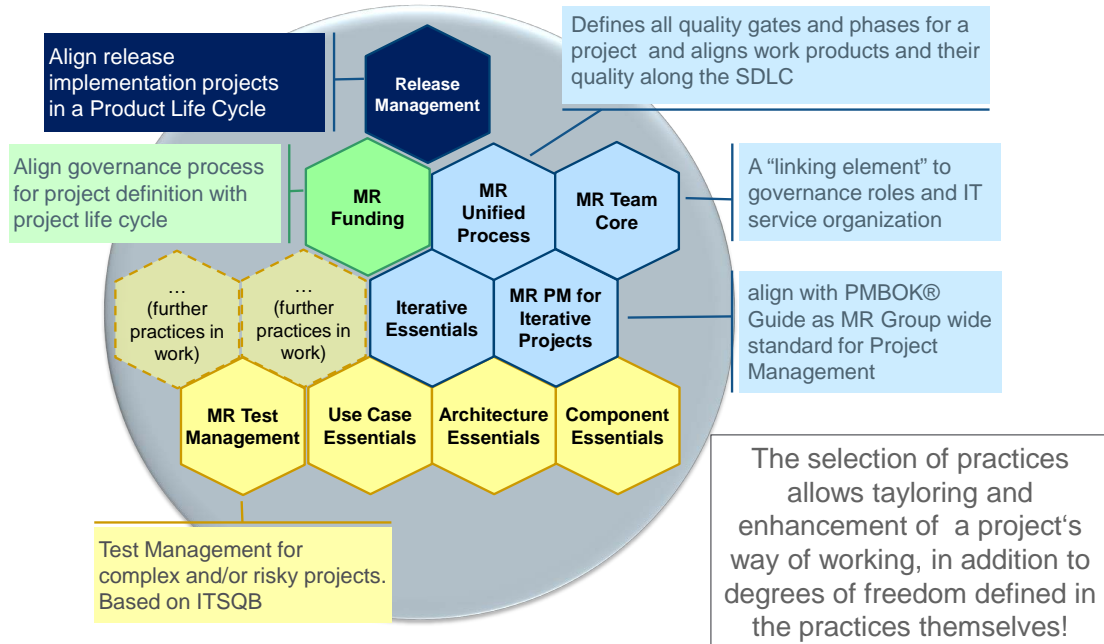 Defines all quality gates and phases for a
project and aligns work products and their
quality along the SDLC
Align release
implementation projects
in a Product Life Cycle
Release
Management
Align governance process
for project definition with
project life cycle
MR
Funding
MR
Unified
Process
MR Team
Core
A “linking element” to
governance roles and IT
service organization
…
(further
practices in
work)
…
(further
practices in
work)
Iterative
Essentials
MR PM for
Iterative
Projects
align with PMBOK®
Guide as MR Group wide
standard for Project
Management
MR Test
Management
Use Case
Essentials
Architecture
Essentials
Component
Essentials
Test Management for
complex and/or risky projects.
Based on ITSQB
The selection of practices
allows tayloring and
enhancement of a project‘s
way of working, in addition to
degrees of freedom defined in
the practices themselves!